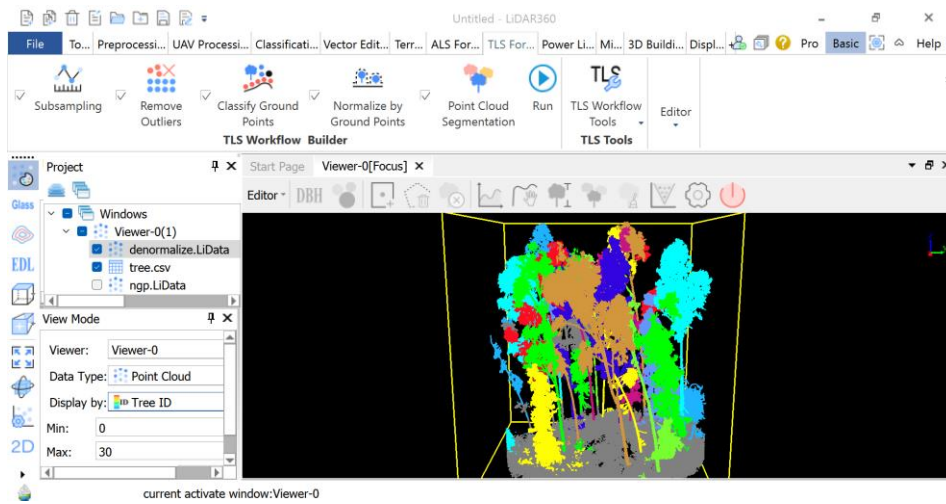 Untitled - LiDAR360
File To... Preprocessi... UAV Processi... Classificati... Vector Edit... Terr... ALS For... TLS For... Power Li... Mi... 3D Buildi... Displ... Pro Basic Help
Subsampling
Remove
Outliers
Classify Ground
Points
Normalize by
Ground Points
Point Cloud
Segmentation
Run
TLS
TLS Workflow
Tools
Editor
TLS Workflow Builder
TLS Tools
Project
Start Page Viewer-0[Focus]
Glass
EDL
2D
Editor DBH
Windows
Viewer-0(1)
denormalize.LiData
tree.csv
ngp.LiData
View Mode
Viewer: Viewer-0
Data Type: Point Cloud
Display by: ID Tree ID
Min: 0
Max: 30
current activate window:Viewer-0